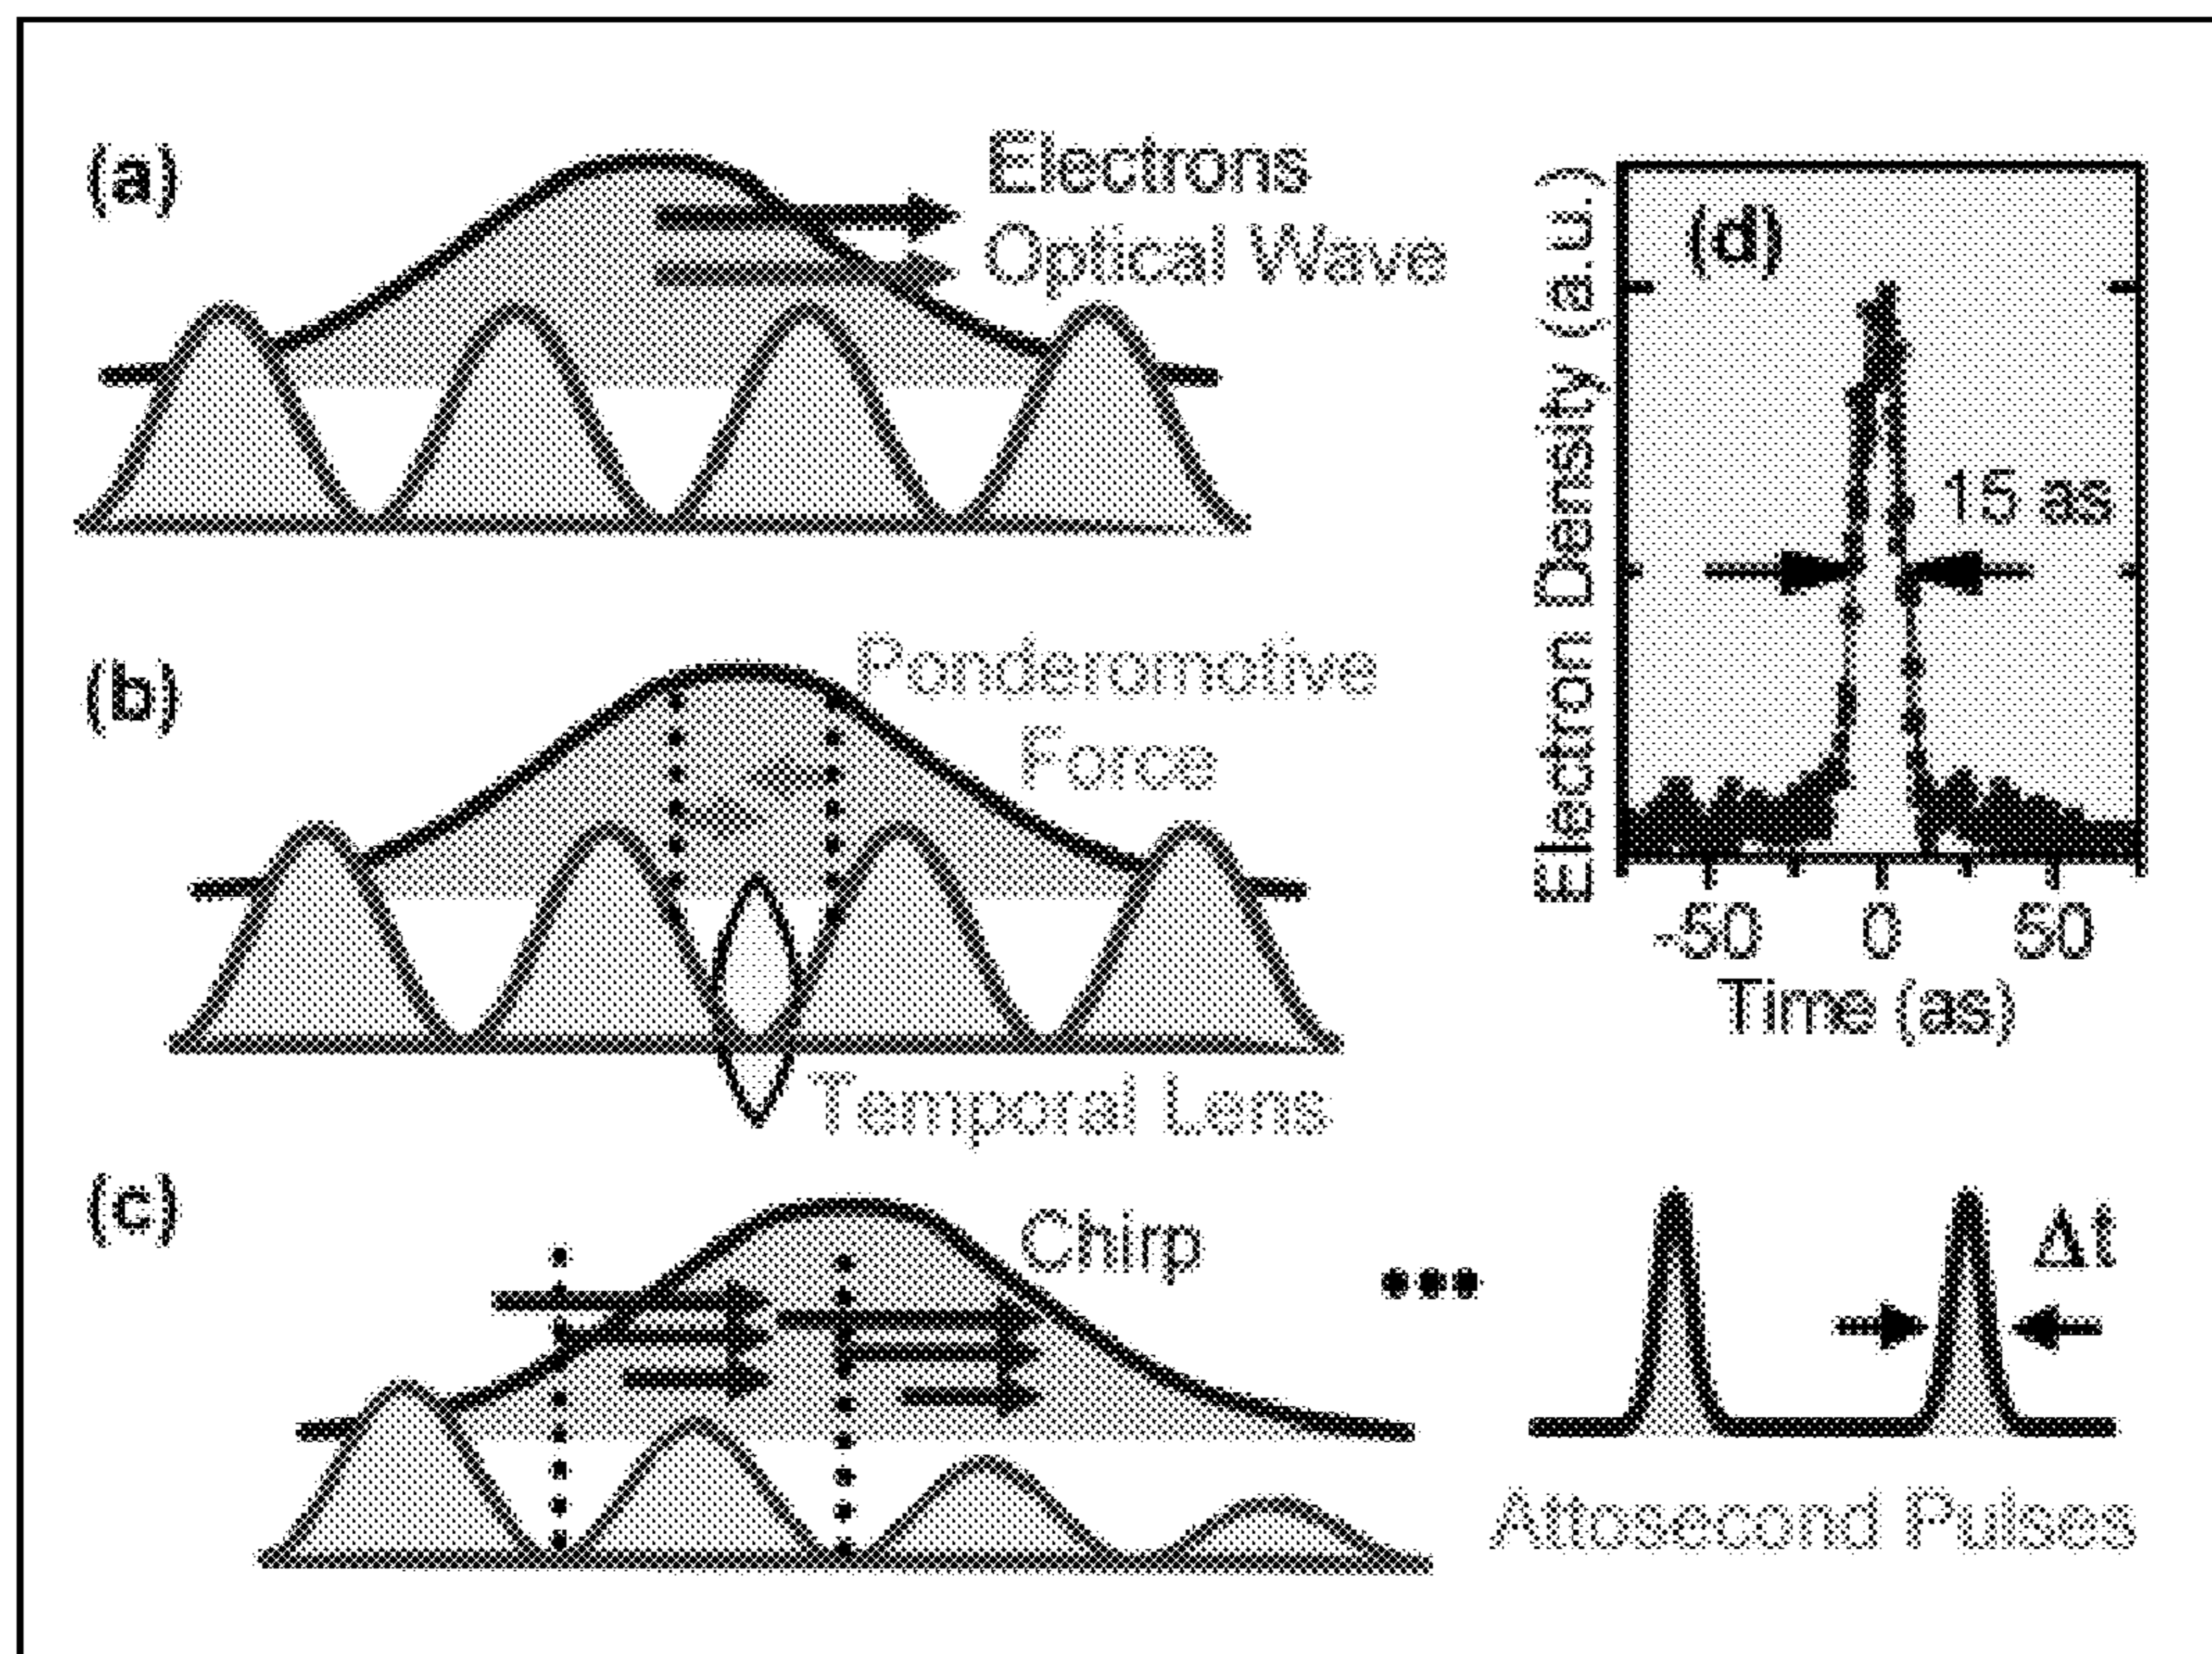 (a)
Electrons
Optical Wave
(b)
Ponderomotive
Force
Temporal Lens
(c)
Chirp
Δt
Attosecond Pulses
(d)
Electron Density (a.u.)
15 as
-50 0 50
Time (as)